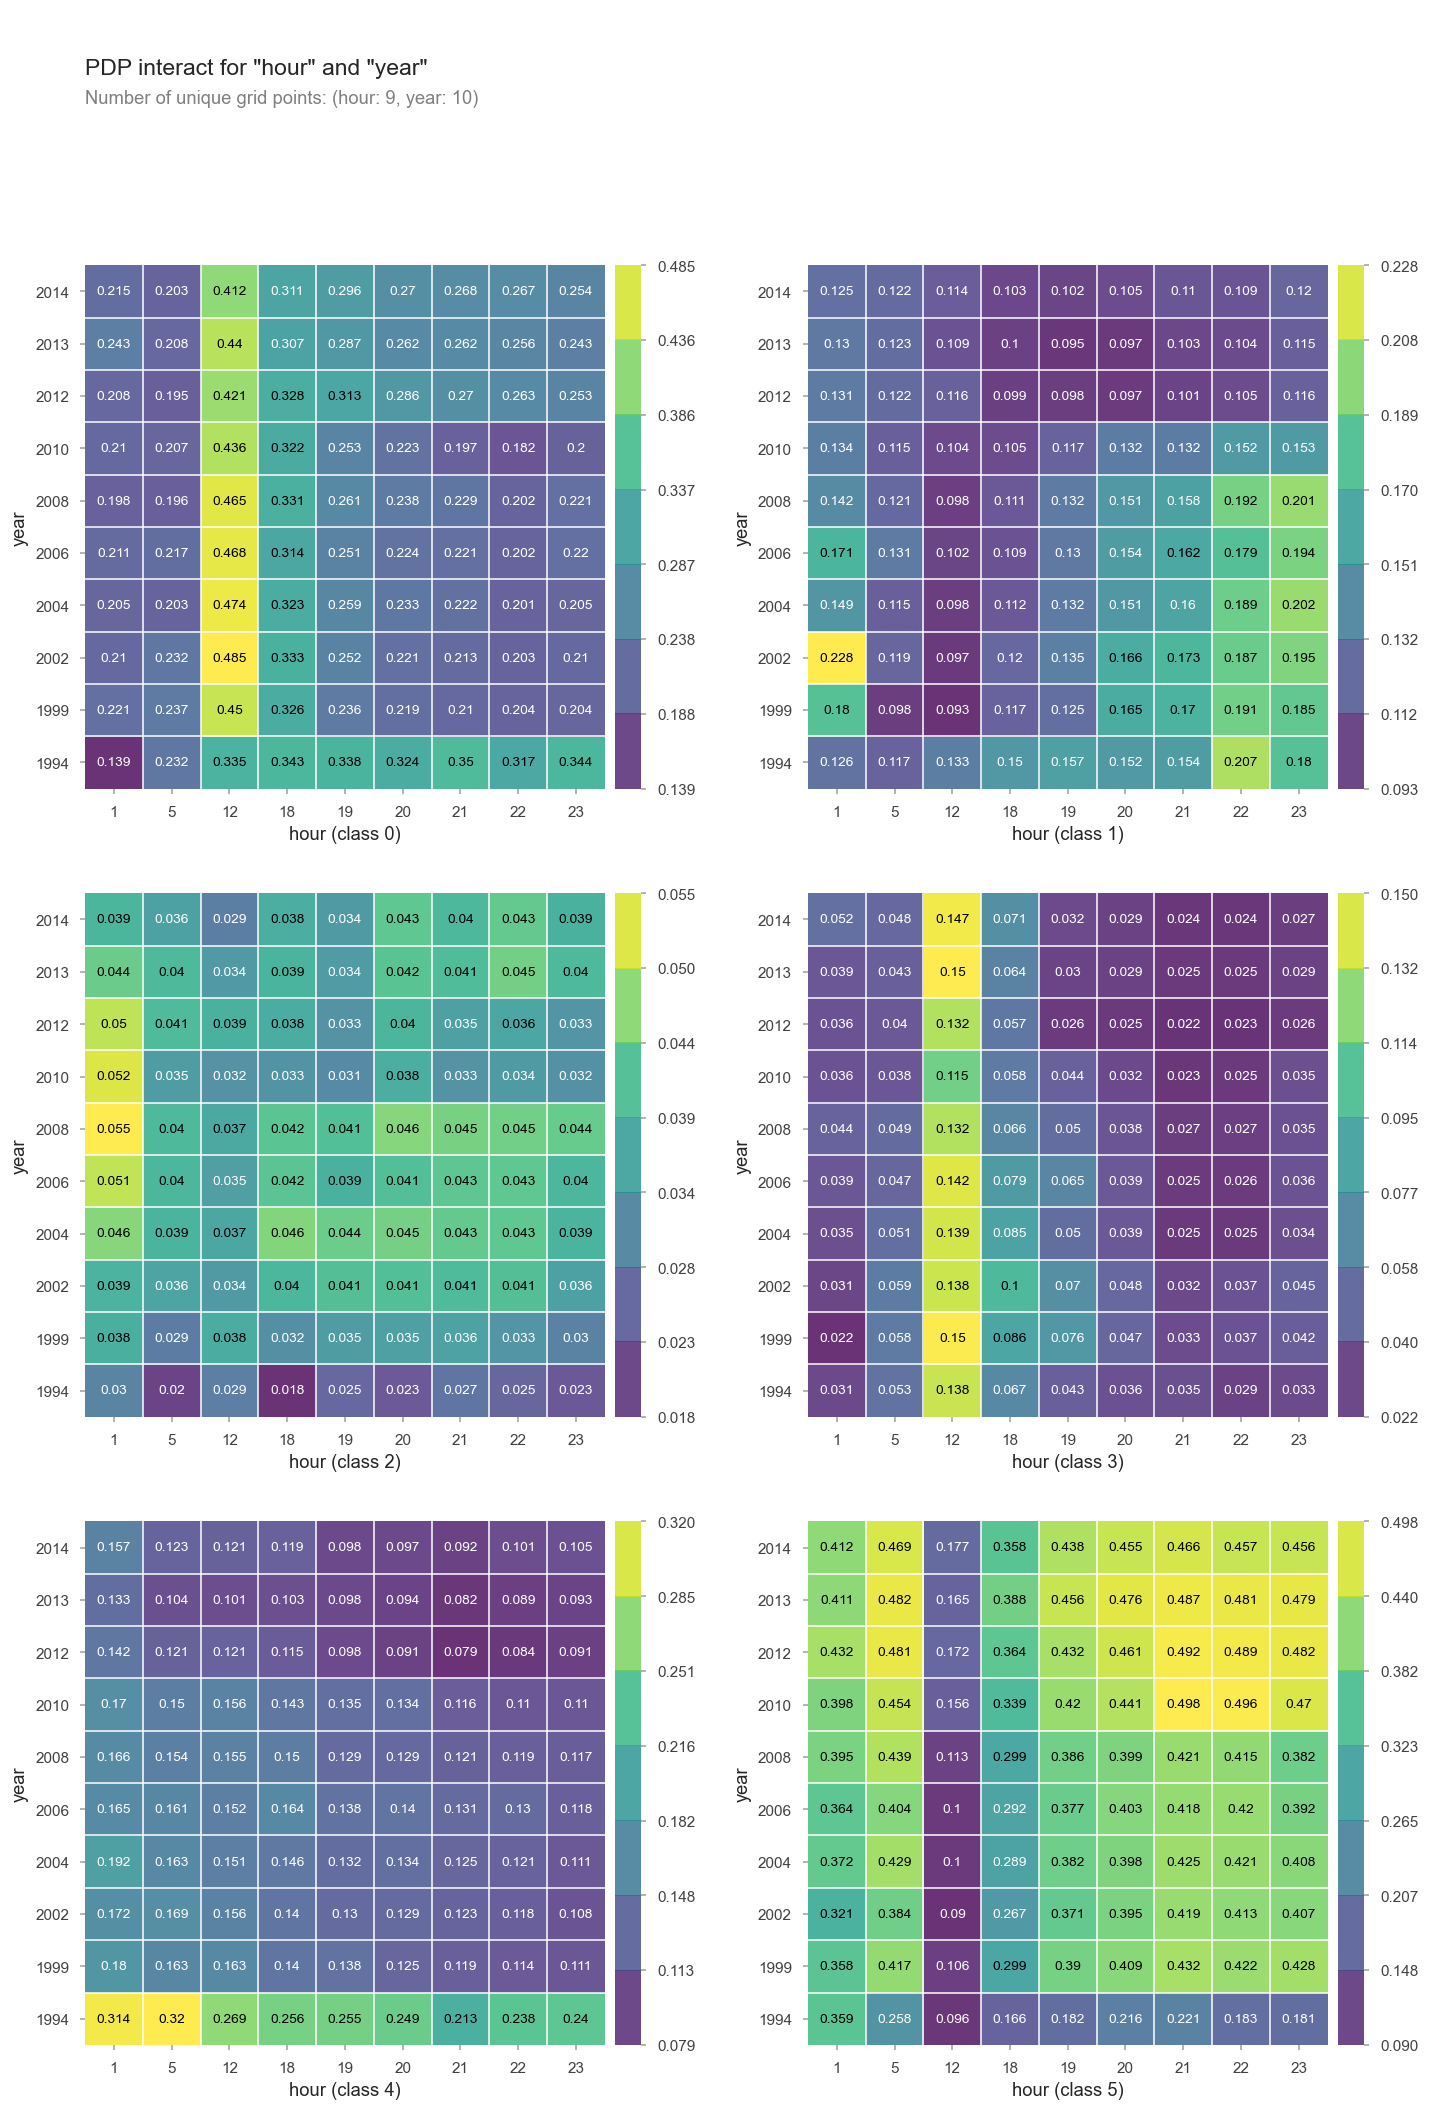 PDP interact for "hour" and "year"
Number of unique grid points: (hour: 9, year: 10)
2014 0.215 0.203 0.412 0.311 0.296 0.27 0.268 0.267 0.254
2013 0.243 0.208 0.44 0.307 0.287 0.262 0.262 0.256 0.243
2012 0.208 0.195 0.421 0.328 0.313 0.286 0.27 0.263 0.253
2010 0.21 0.207 0.436 0.322 0.253 0.223 0.197 0.182 0.2
2008 0.198 0.196 0.465 0.331 0.261 0.238 0.229 0.202 0.221
2006 0.211 0.217 0.468 0.314 0.251 0.224 0.221 0.202 0.22
2004 0.205 0.203 0.474 0.323 0.259 0.233 0.222 0.201 0.205
2002 0.21 0.232 0.485 0.333 0.252 0.221 0.213 0.203 0.21
1999 0.221 0.237 0.45 0.326 0.236 0.219 0.21 0.204 0.204
1994 0.139 0.232 0.335 0.343 0.338 0.324 0.35 0.317 0.344
1 5 12 18 19 20 21 22 23
hour (class 0)
year
0.485
0.436
0.386
0.337
0.287
0.238
0.188
0.139
2014 0.125 0.122 0.114 0.103 0.102 0.105 0.11 0.109 0.12
2013 0.13 0.123 0.109 0.1 0.095 0.097 0.103 0.104 0.115
2012 0.131 0.122 0.116 0.099 0.098 0.097 0.101 0.105 0.116
2010 0.134 0.115 0.104 0.105 0.117 0.132 0.132 0.152 0.153
2008 0.142 0.121 0.098 0.111 0.132 0.151 0.158 0.192 0.201
2006 0.171 0.131 0.102 0.109 0.13 0.154 0.162 0.179 0.194
2004 0.149 0.115 0.098 0.112 0.132 0.151 0.16 0.189 0.202
2002 0.228 0.119 0.097 0.12 0.135 0.166 0.173 0.187 0.195
1999 0.18 0.098 0.093 0.117 0.125 0.165 0.17 0.191 0.185
1994 0.126 0.117 0.133 0.15 0.157 0.152 0.154 0.207 0.18
1 5 12 18 19 20 21 22 23
hour (class 1)
year
0.228
0.208
0.189
0.170
0.151
0.132
0.112
0.093
2014 0.039 0.036 0.029 0.038 0.034 0.043 0.04 0.043 0.039
2013 0.044 0.04 0.034 0.039 0.034 0.042 0.041 0.045 0.04
2012 0.05 0.041 0.039 0.038 0.033 0.04 0.035 0.036 0.033
2010 0.052 0.035 0.032 0.033 0.031 0.038 0.033 0.034 0.032
2008 0.055 0.04 0.037 0.042 0.041 0.046 0.045 0.045 0.044
2006 0.051 0.04 0.035 0.042 0.039 0.041 0.043 0.043 0.04
2004 0.046 0.039 0.037 0.046 0.044 0.045 0.043 0.043 0.039
2002 0.039 0.036 0.034 0.04 0.041 0.041 0.041 0.041 0.036
1999 0.038 0.029 0.038 0.032 0.035 0.035 0.036 0.033 0.03
1994 0.03 0.02 0.029 0.018 0.025 0.023 0.027 0.025 0.023
1 5 12 18 19 20 21 22 23
hour (class 2)
year
0.055
0.050
0.044
0.039
0.034
0.028
0.023
0.018
2014 0.052 0.048 0.147 0.071 0.032 0.029 0.024 0.024 0.027
2013 0.039 0.043 0.15 0.064 0.03 0.029 0.025 0.025 0.029
2012 0.036 0.04 0.132 0.057 0.026 0.025 0.022 0.023 0.026
2010 0.036 0.038 0.115 0.058 0.044 0.032 0.023 0.025 0.035
2008 0.044 0.049 0.132 0.066 0.05 0.038 0.027 0.027 0.035
2006 0.039 0.047 0.142 0.079 0.065 0.039 0.025 0.026 0.036
2004 0.035 0.051 0.139 0.085 0.05 0.039 0.025 0.025 0.034
2002 0.031 0.059 0.138 0.1 0.07 0.048 0.032 0.037 0.045
1999 0.022 0.058 0.15 0.086 0.076 0.047 0.033 0.037 0.042
1994 0.031 0.053 0.138 0.067 0.043 0.036 0.035 0.029 0.033
1 5 12 18 19 20 21 22 23
hour (class 3)
year
0.150
0.132
0.114
0.095
0.077
0.058
0.040
0.022
2014 0.157 0.123 0.121 0.119 0.098 0.097 0.092 0.101 0.105
2013 0.133 0.104 0.101 0.103 0.098 0.094 0.082 0.089 0.093
2012 0.142 0.121 0.121 0.115 0.098 0.091 0.079 0.084 0.091
2010 0.17 0.15 0.156 0.143 0.135 0.134 0.116 0.11 0.11
2008 0.166 0.154 0.155 0.15 0.129 0.129 0.121 0.119 0.117
2006 0.165 0.161 0.152 0.164 0.138 0.14 0.131 0.13 0.118
2004 0.192 0.163 0.151 0.146 0.132 0.134 0.125 0.121 0.111
2002 0.172 0.169 0.156 0.14 0.13 0.129 0.123 0.118 0.108
1999 0.18 0.163 0.163 0.14 0.138 0.125 0.119 0.114 0.111
1994 0.314 0.32 0.269 0.256 0.255 0.249 0.213 0.238 0.24
1 5 12 18 19 20 21 22 23
hour (class 4)
year
0.320
0.285
0.251
0.216
0.182
0.148
0.113
0.079
2014 0.412 0.469 0.177 0.358 0.438 0.455 0.466 0.457 0.456
2013 0.411 0.482 0.165 0.388 0.456 0.476 0.487 0.481 0.479
2012 0.432 0.481 0.172 0.364 0.432 0.461 0.492 0.489 0.482
2010 0.398 0.454 0.156 0.339 0.42 0.441 0.498 0.496 0.47
2008 0.395 0.439 0.113 0.299 0.386 0.399 0.421 0.415 0.382
2006 0.364 0.404 0.1 0.292 0.377 0.403 0.418 0.42 0.392
2004 0.372 0.429 0.1 0.289 0.382 0.398 0.425 0.421 0.408
2002 0.321 0.384 0.09 0.267 0.371 0.395 0.419 0.413 0.407
1999 0.358 0.417 0.106 0.299 0.39 0.409 0.432 0.422 0.428
1994 0.359 0.258 0.096 0.166 0.182 0.216 0.221 0.183 0.181
1 5 12 18 19 20 21 22 23
hour (class 5)
year
0.498
0.440
0.382
0.323
0.265
0.207
0.148
0.090